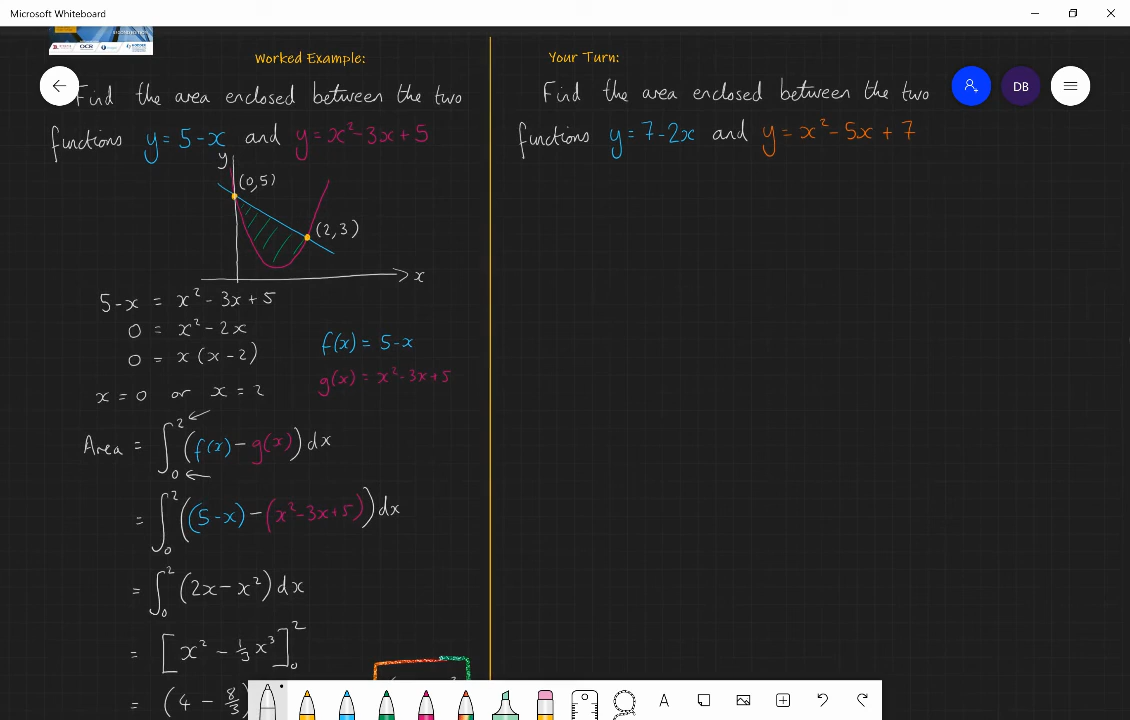 Microsoft Whiteboard
OCR
Worked Example:
Find the area enclosed between the two
functions y = 5-x and y = x² - 3x + 5
y
(0,5)
(2,3)
x
5-x = x² - 3x + 5
0 = x² - 2x
0 = x (x - 2)
x = 0 or x = 2
f(x) = 5-x
g(x) = x² - 3x + 5
Area = ∫₀² (f(x) - g(x)) dx
= ∫₀² ((5-x) - (x² - 3x + 5)) dx
= ∫₀² (2x - x²) dx
= [x² - 1/3 x³]₀²
= (4 - 8/3)
Your Turn:
Find the area enclosed between the two
functions y = 7-2x and y = x² - 5x + 7
DB
A